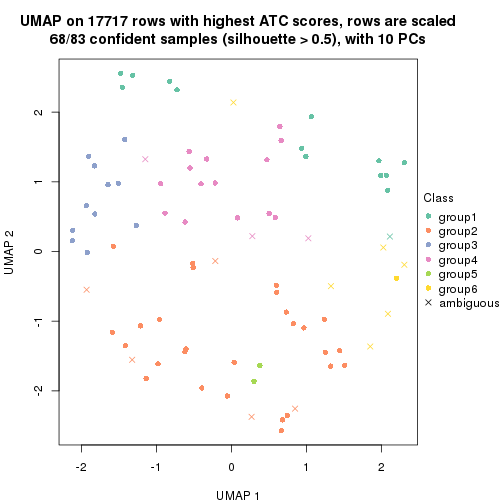 UMAP on 17717 rows with highest ATC scores, rows are scaled
68/83 confident samples (silhouette > 0.5), with 10 PCs
UMAP 2
2
1
0
-1
-2
-2
-1
0
1
2
UMAP 1
Class
group1
group2
group3
group4
group5
group6
ambiguous